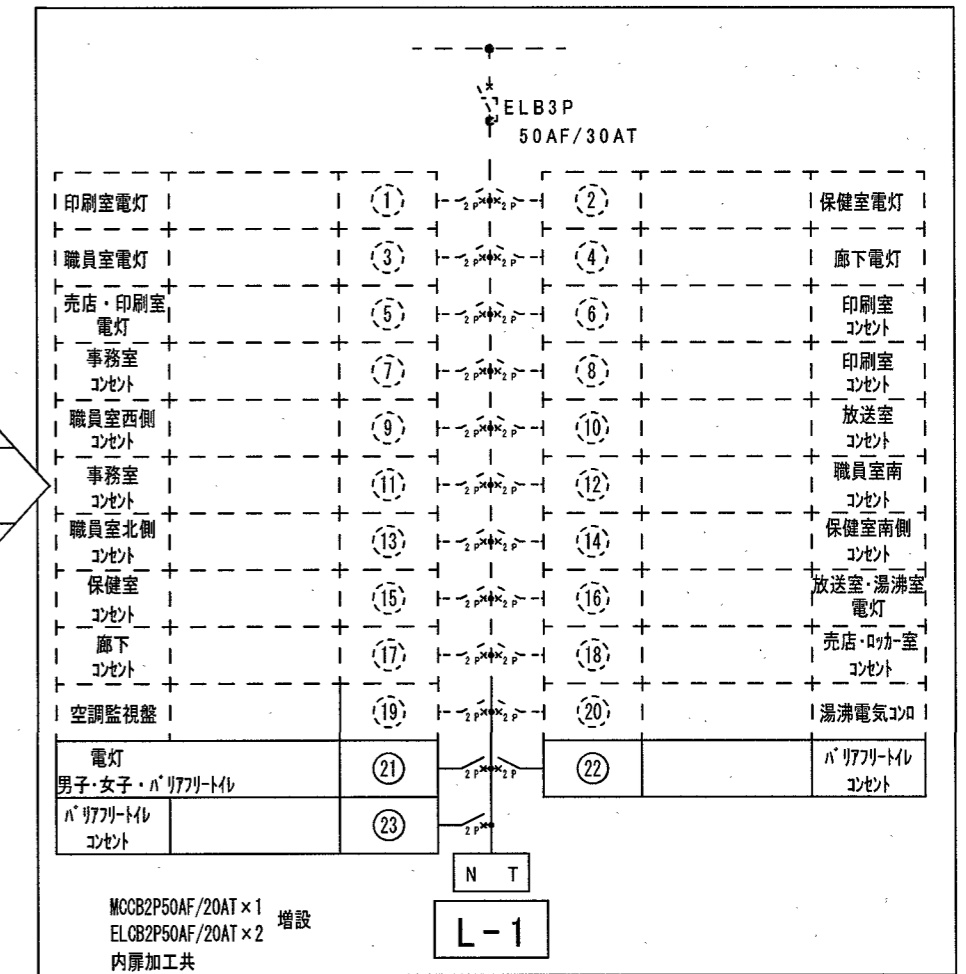 ELB3P
50AF/30AT
印刷室電灯 ① 2P 2P ② 保健室電灯
職員室電灯 ③ 2P 2P ④ 廊下電灯
売店・印刷室
電灯 ⑤ 2P 2P ⑥ 印刷室
コンセント
事務室
コンセント ⑦ 2P 2P ⑧ 印刷室
コンセント
職員室西側
コンセント ⑨ 2P 2P ⑩ 放送室
コンセント
事務室
コンセント ⑪ 2P 2P ⑫ 職員室南
コンセント
職員室北側
コンセント ⑬ 2P 2P ⑭ 保健室南側
コンセント
保健室
コンセント ⑮ 2P 2P ⑯ 放送室・湯沸室
電灯
廊下
コンセント ⑰ 2P 2P ⑱ 売店・ロッカー室
コンセント
空調監視盤 ⑲ 2P 2P ⑳ 湯沸電気コンロ
電灯
男子・女子・バリアフリートイレ ㉑ 2P 2P ㉒ バリアフリートイレ
コンセント
バリアフリートイレ
コンセント ㉓ 2P
N T
L-1
MCCB2P50AF/20AT×1
ELCB2P50AF/20AT×2 増設
内扉加工共